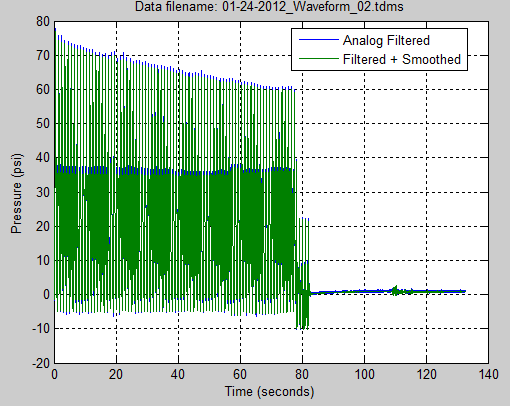 Data filename: 01-24-2012_Waveform_02.tdms
Analog Filtered
Filtered + Smoothed
80
70
60
50
40
30
20
10
0
-10
-20
Pressure (psi)
0 20 40 60 80 100 120 140
Time (seconds)